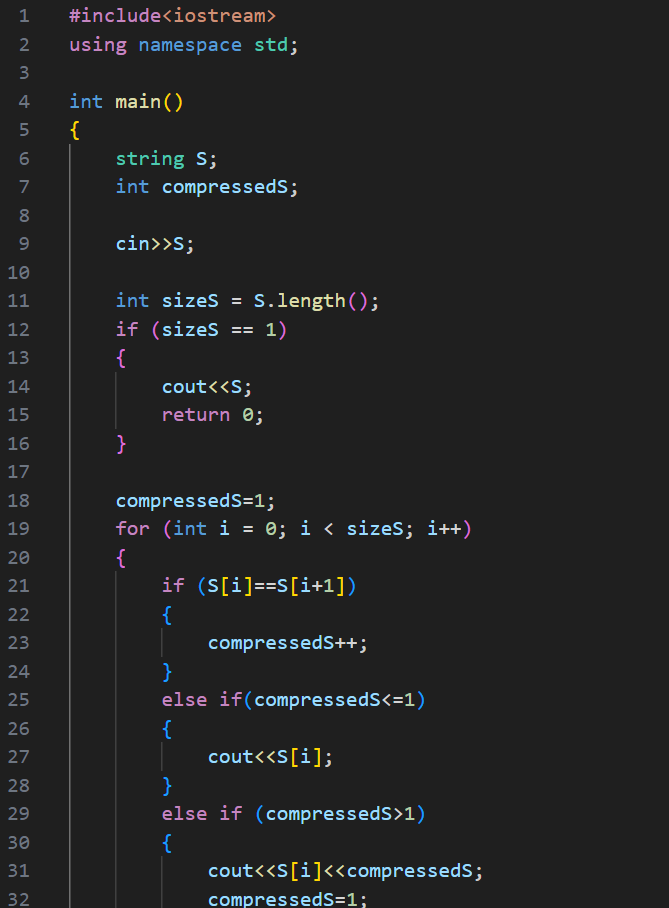 1 #include<iostream>
2 using namespace std;
3
4 int main()
5 {
6 string S;
7 int compressedS;
8
9 cin>>S;
10
11 int sizeS = S.length();
12 if (sizeS == 1)
13 {
14 cout<<S;
15 return 0;
16 }
17
18 compressedS=1;
19 for (int i = 0; i < sizeS; i++)
20 {
21 if (S[i]==S[i+1])
22 {
23 compressedS++;
24 }
25 else if(compressedS<=1)
26 {
27 cout<<S[i];
28 }
29 else if (compressedS>1)
30 {
31 cout<<S[i]<<compressedS;
32 compressedS=1;